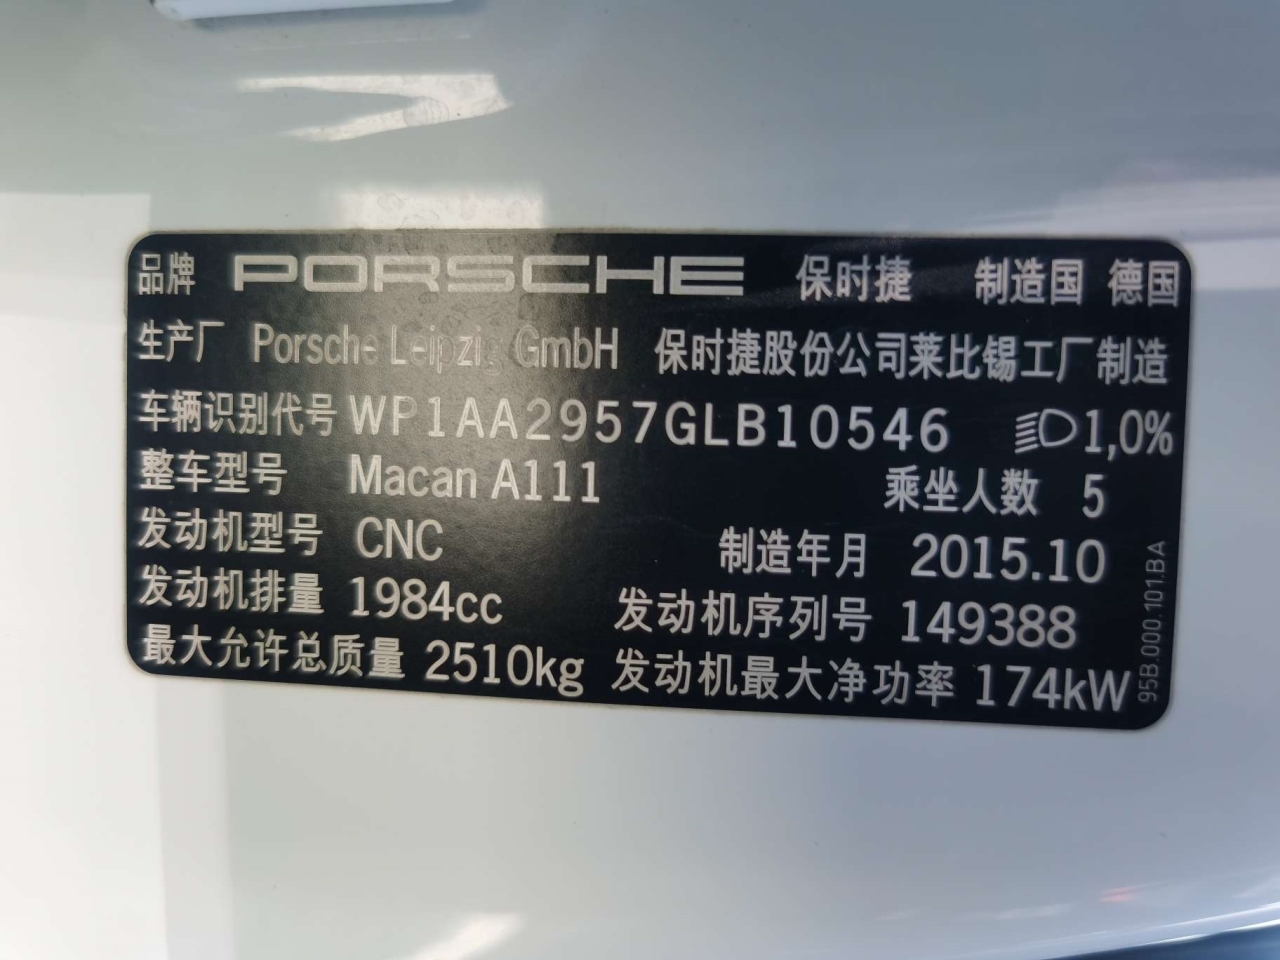 品牌 PORSCHE 保时捷 制造国 德国
生产厂 Porsche Leipzig GmbH 保时捷股份公司莱比锡工厂制造
车辆识别代号 WP1AA2957GLB10546 1,0%
整车型号 Macan A111 乘坐人数 5
发动机型号 CNC 制造年月 2015.10
发动机排量 1984cc 发动机序列号 149388
最大允许总质量 2510kg 发动机最大净功率 174kW
95B.000.101.BA